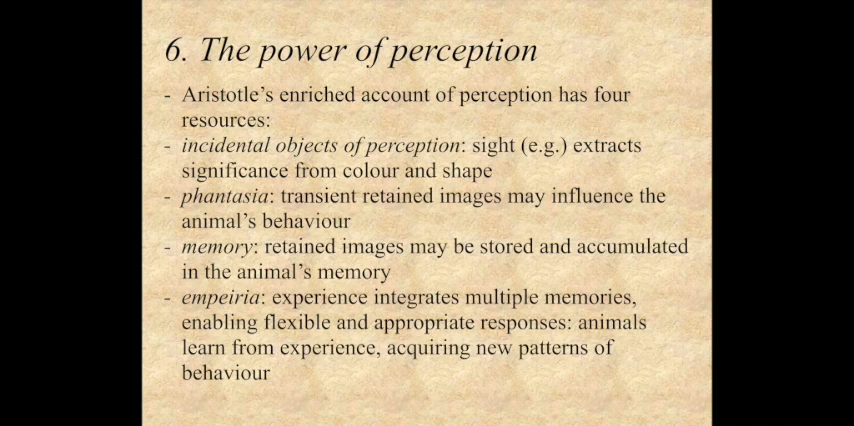 6. The power of perception
- Aristotle’s enriched account of perception has four
resources:
- incidental objects of perception: sight (e.g.) extracts
significance from colour and shape
- phantasia: transient retained images may influence the
animal’s behaviour
- memory: retained images may be stored and accumulated
in the animal’s memory
- empeiria: experience integrates multiple memories,
enabling flexible and appropriate responses: animals
learn from experience, acquiring new patterns of
behaviour